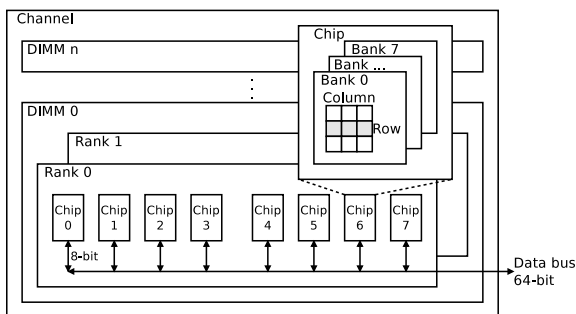 Channel
DIMM n
Chip
Bank 7
Bank ...
Bank 0
Column
Row
DIMM 0
Rank 1
Rank 0
Chip 0
Chip 1
Chip 2
Chip 3
Chip 4
Chip 5
Chip 6
Chip 7
8-bit
Data bus
64-bit